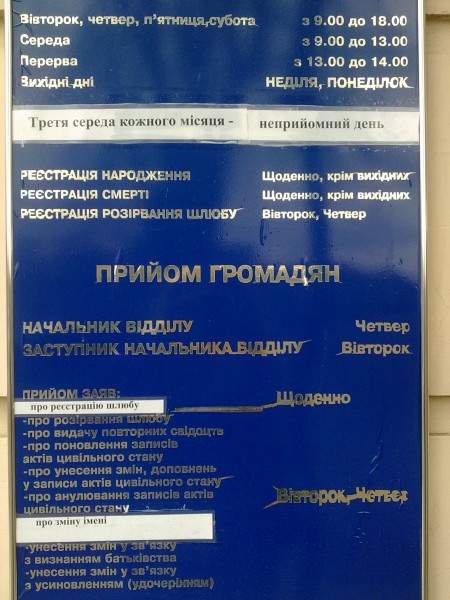 Вівторок, четвер, п'ятниця,субота з 9.00 до 18.00
Середа з 9.00 до 13.00
Перерва з 13.00 до 14.00
Вихідні дні НЕДІЛЯ, ПОНЕДІЛОК
Третя середа кожного місяця - неприйомний день
РЕЄСТРАЦІЯ НАРОДЖЕННЯ Щоденно, крім вихідних
РЕЄСТРАЦІЯ СМЕРТІ Щоденно, крім вихідних
РЕЄСТРАЦІЯ РОЗІРВАННЯ ШЛЮБУ Вівторок, Четвер
ПРИЙОМ ГРОМАДЯН
НАЧАЛЬНИК ВІДДІЛУ Четвер
ЗАСТУПНИК НАЧАЛЬНИКА ВІДДІЛУ Вівторок
ПРИЙОМ ЗАЯВ: Щоденно
про реєстрацію шлюбу
-про розірвання шлюбу
-про видачу повторних свідоцтв
-про поновлення записів
актів цивільного стану
-про унесення змін, доповнень
у записи актів цивільного стану
-про анулювання записів актів Вівторок, Четвер
цивільного стану
про зміну імені
-унесення змін у зв'язку
з визнанням батьківства
-унесення змін у зв'язку
з усиновленням (удочерінням)